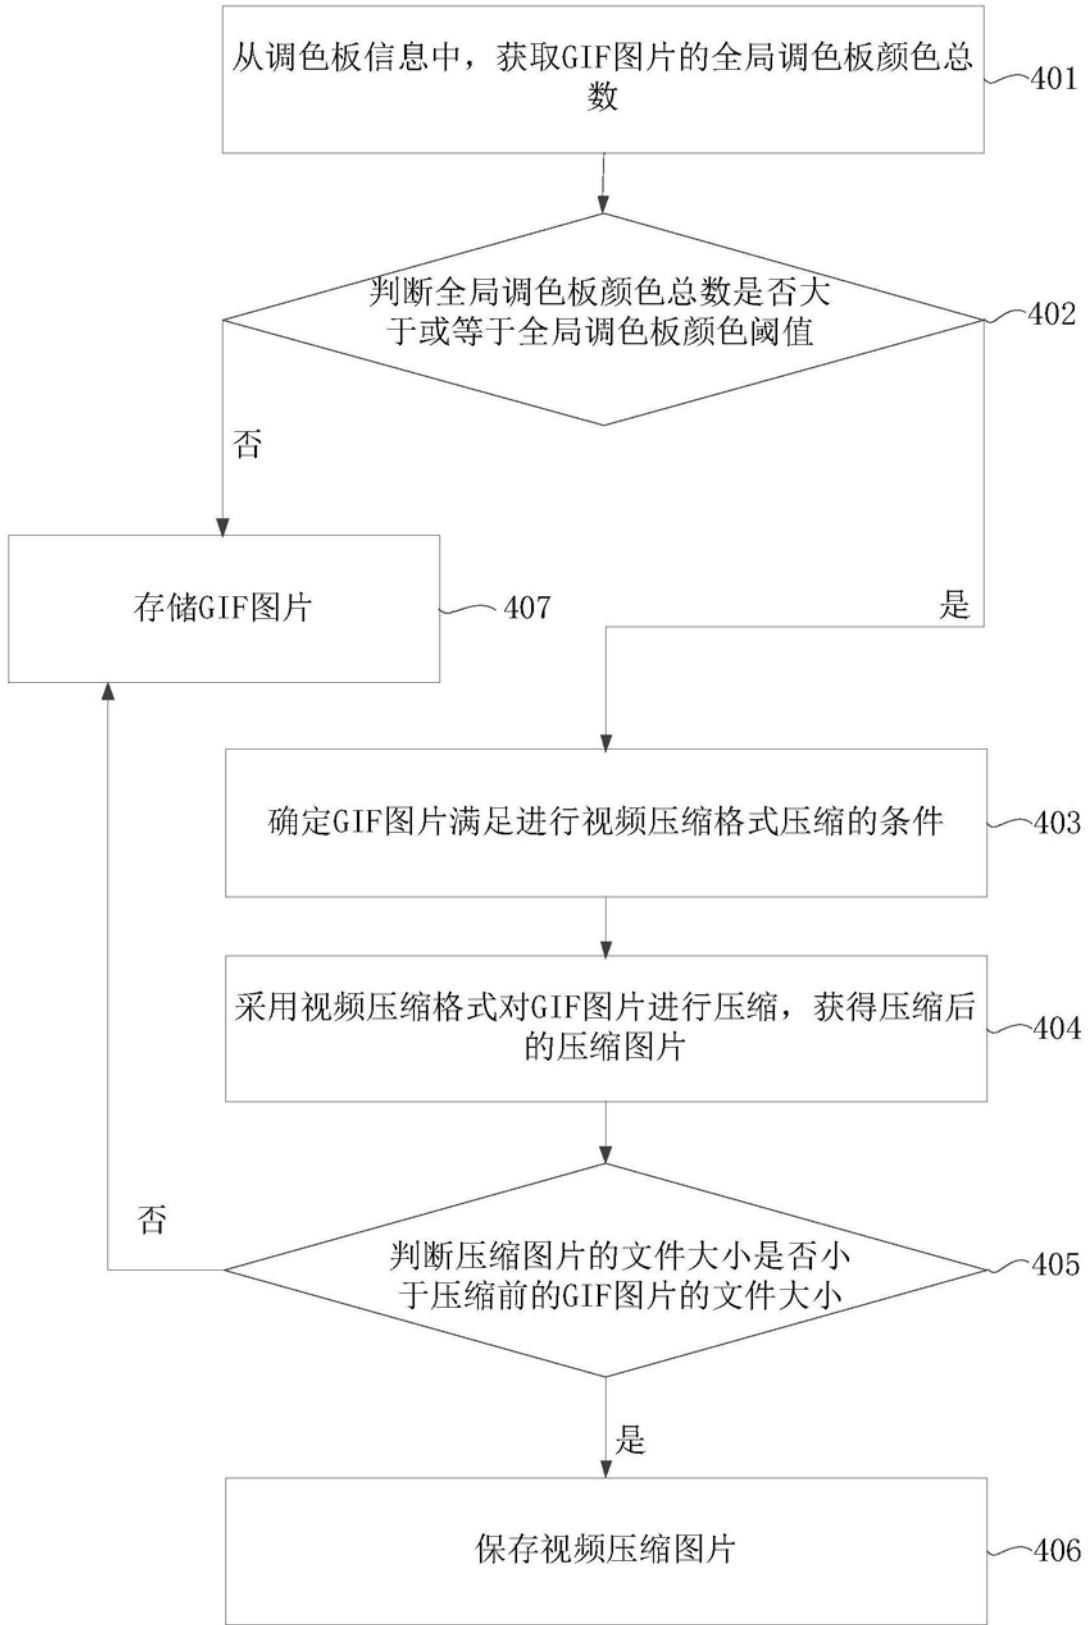 从调色板信息中，获取GIF图片的全局调色板颜色总
数
401
判断全局调色板颜色总数是否大
于或等于全局调色板颜色阈值
402
否
存储GIF图片
407
是
确定GIF图片满足进行视频压缩格式压缩的条件
403
采用视频压缩格式对GIF图片进行压缩，获得压缩后
的压缩图片
404
否
判断压缩图片的文件大小是否小
于压缩前的GIF图片的文件大小
405
是
保存视频压缩图片
406